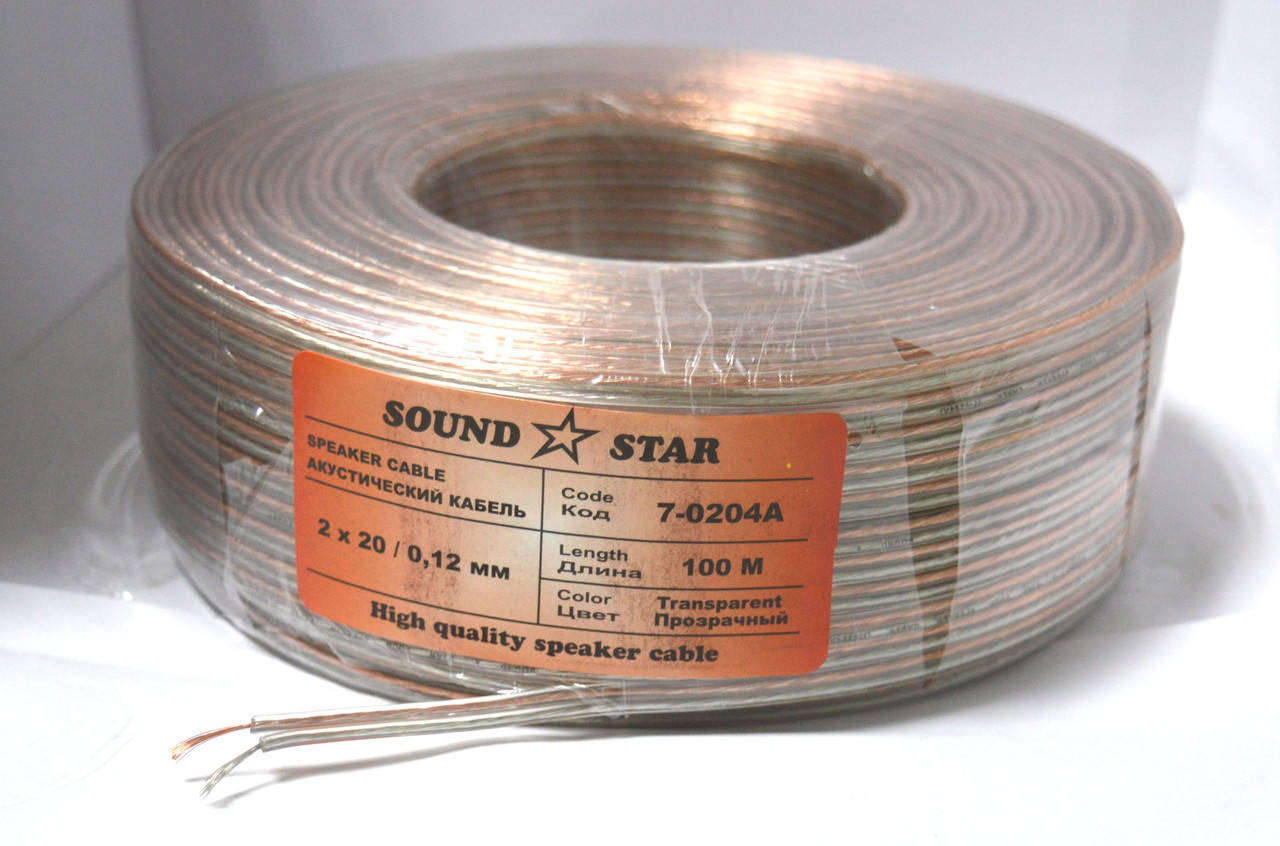 SOUND STAR
SPEAKER CABLE
АКУСТИЧЕСКИЙ КАБЕЛЬ
2 x 20 / 0,12 мм
Code
Код
7-0204A
Length
Длина
100 М
Color
Цвет
Transparent
Прозрачный
High quality speaker cable